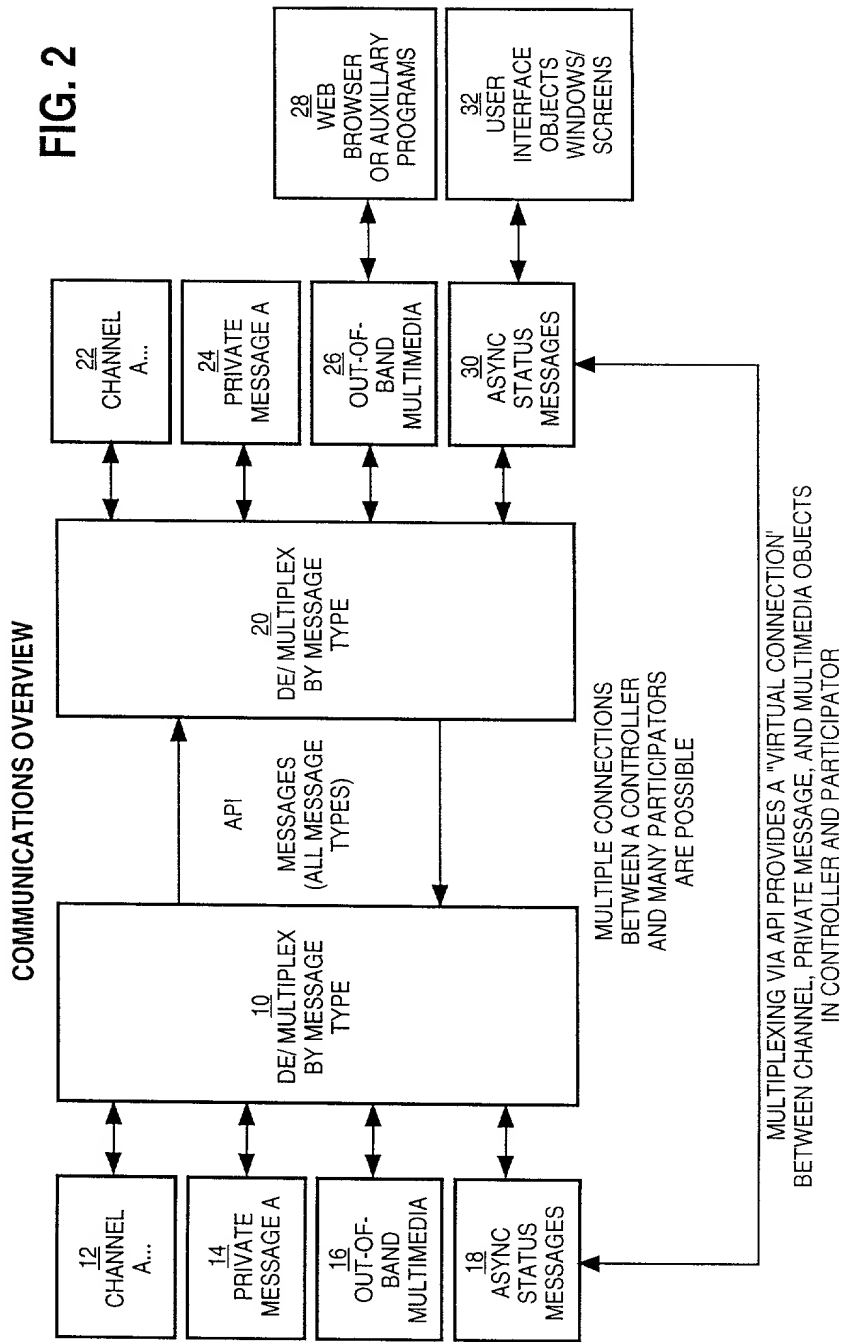 FIG. 2
COMMUNICATIONS OVERVIEW
12
CHANNEL
A...
14
PRIVATE
MESSAGE A
16
OUT-OF-
BAND
MULTIMEDIA
18
ASYNC
STATUS
MESSAGES
10
DE/ MULTIPLEX
BY MESSAGE
TYPE
API
MESSAGES
(ALL MESSAGE
TYPES)
MULTIPLE CONNECTIONS
BETWEEN A CONTROLLER
AND MANY PARTICIPATORS
ARE POSSIBLE
20
DE/ MULTIPLEX
BY MESSAGE
TYPE
22
CHANNEL
A...
24
PRIVATE
MESSAGE A
26
OUT-OF-
BAND
MULTIMEDIA
30
ASYNC
STATUS
MESSAGES
28
WEB
BROWSER
OR AUXILLARY
PROGRAMS
32
USER
INTERFACE
OBJECTS
WINDOWS/
SCREENS
MULTIPLEXING VIA API PROVIDES A "VIRTUAL CONNECTION'
BETWEEN CHANNEL, PRIVATE MESSAGE, AND MULTIMEDIA OBJECTS
IN CONTROLLER AND PARTICIPATOR